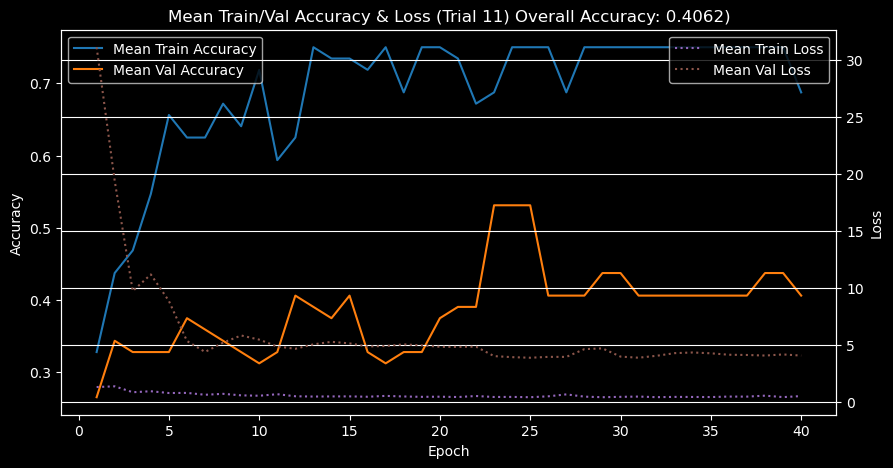 Mean Train/Val Accuracy & Loss (Trial 11) Overall Accuracy: 0.4062)
Mean Train Accuracy
Mean Val Accuracy
Mean Train Loss
Mean Val Loss
Accuracy
0.7
0.6
0.5
0.4
0.3
30
25
20
15
10
5
0
Loss
0 5 10 15 20 25 30 35 40
Epoch